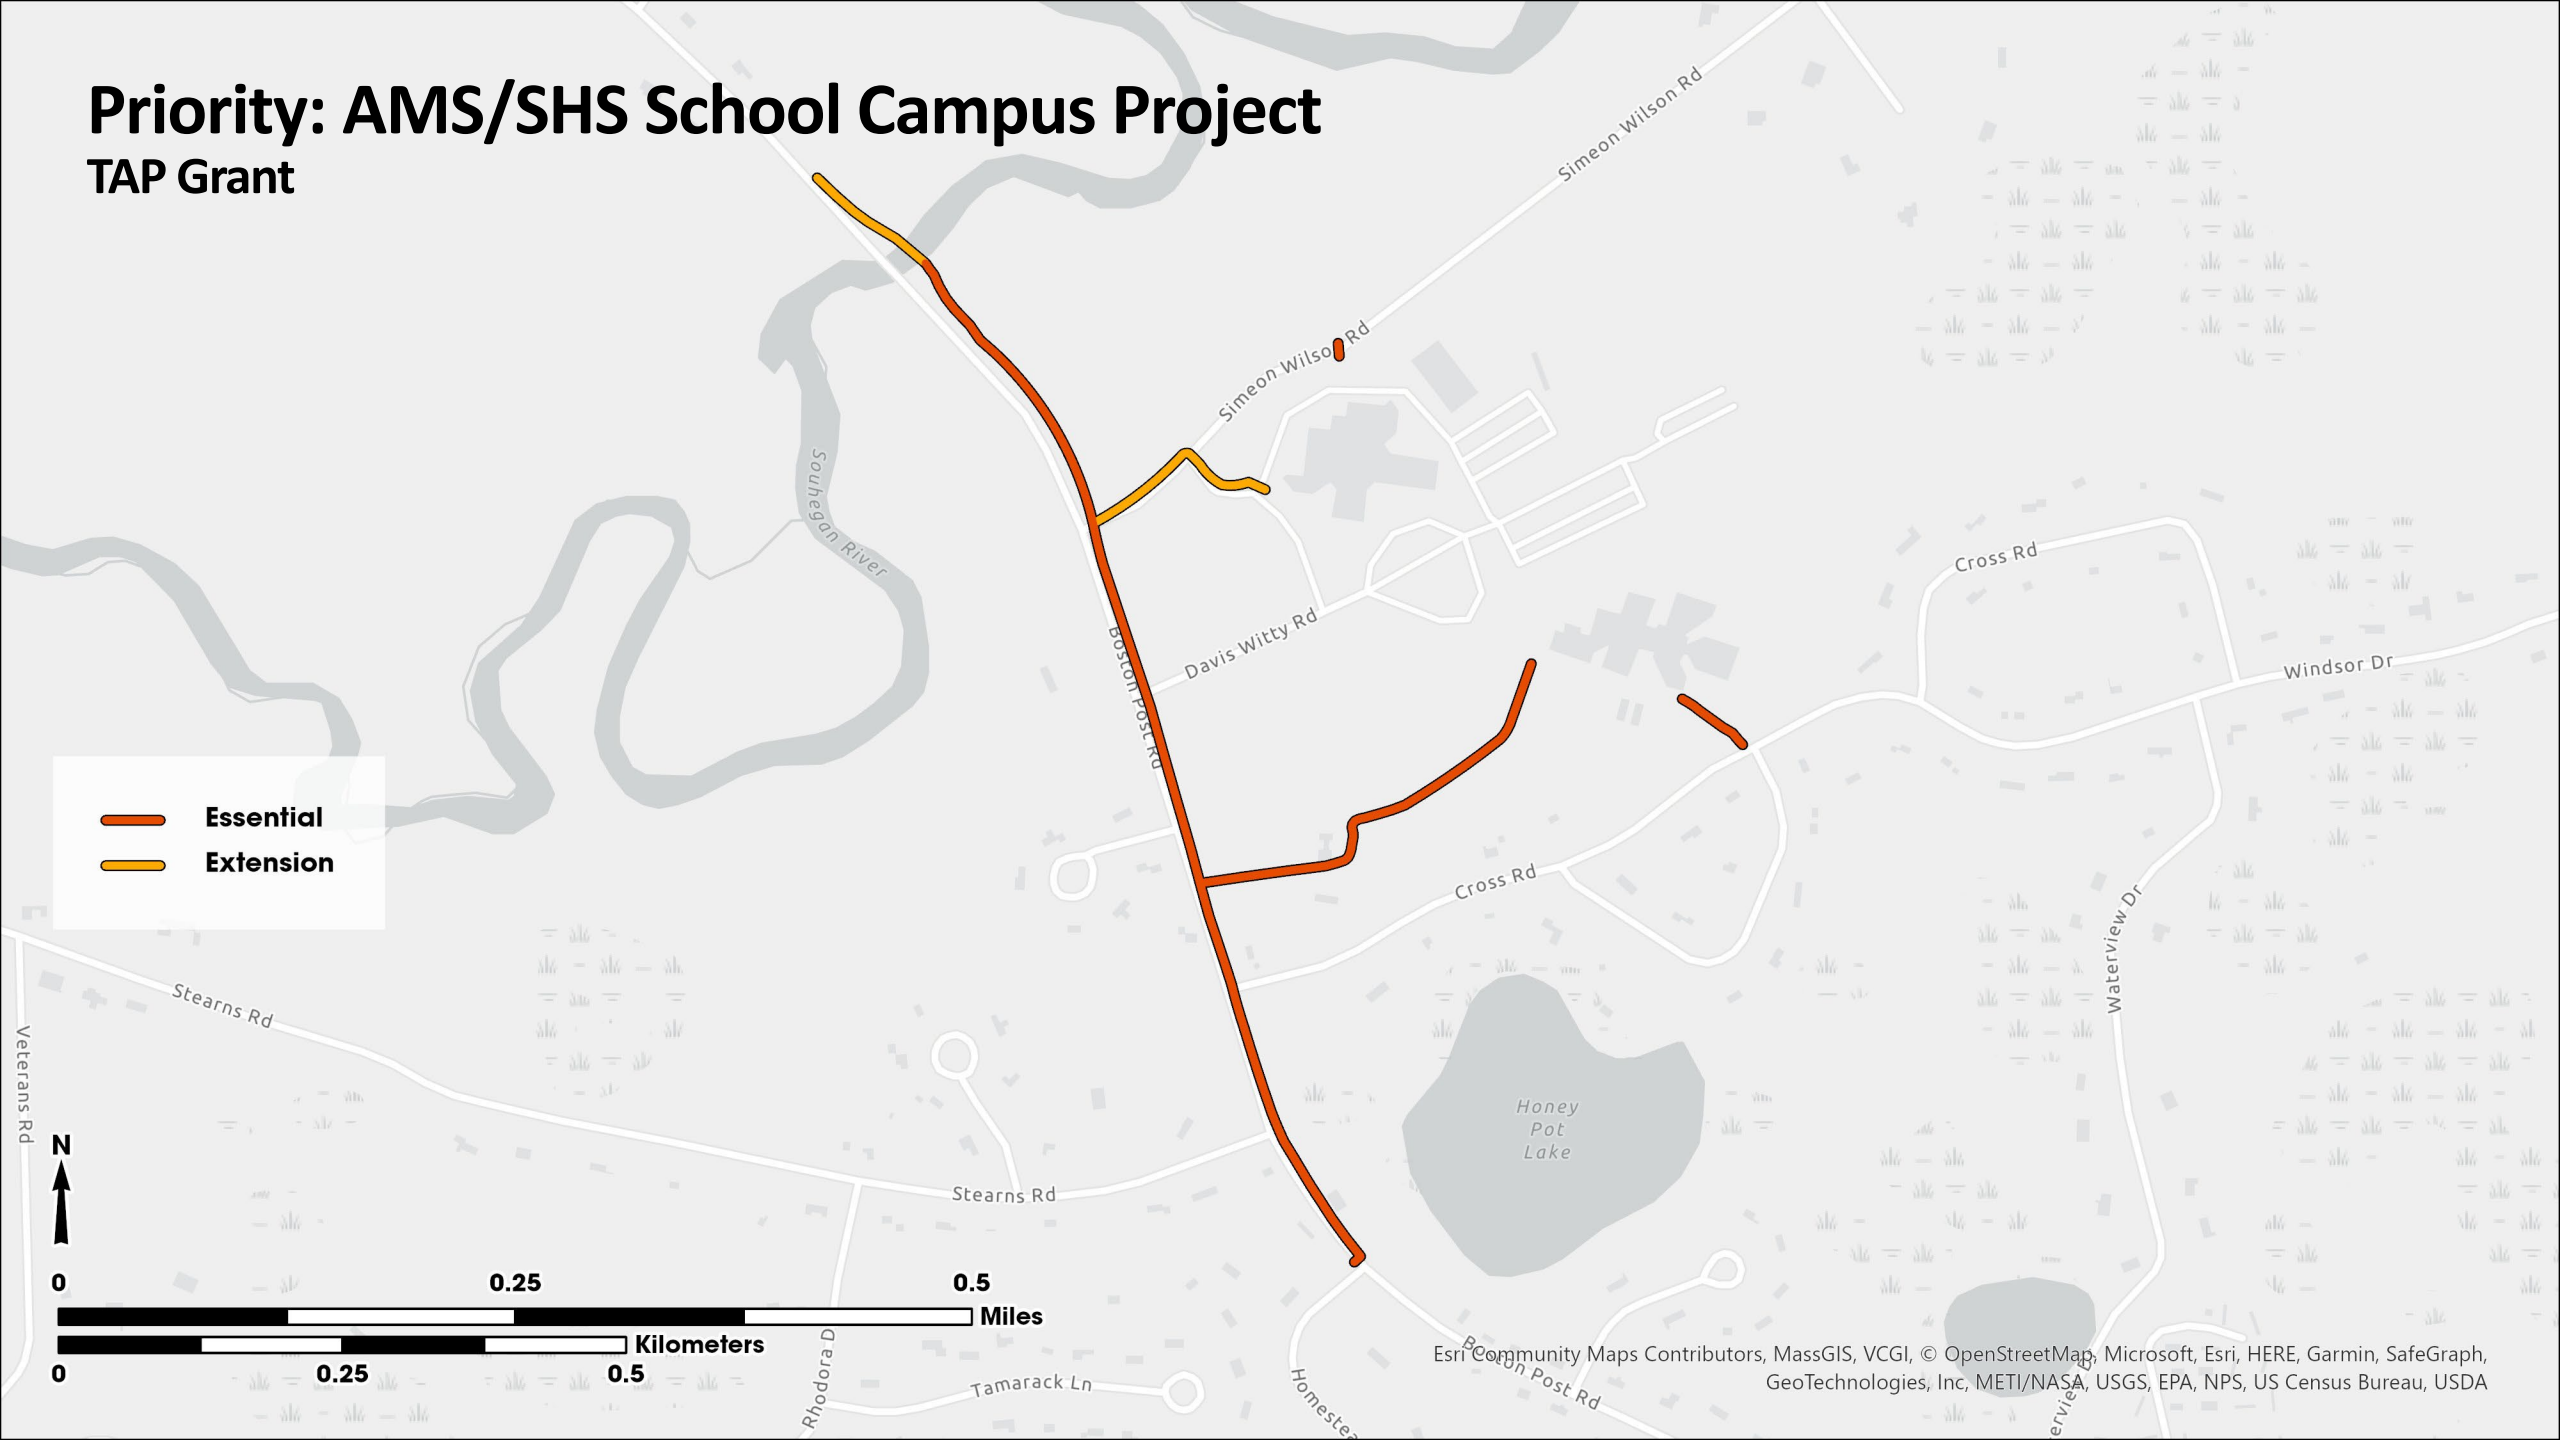 Priority: AMS/SHS School Campus Project
TAP Grant
Simeon Wilson Rd
Simeon Wilson Rd
Souhegan River
Cross Rd
Boston Post Rd
Davis Witty Rd
Windsor Dr
Essential
Extension
Cross Rd
Waterview Dr
Stearns Rd
Veterans Rd
Honey
Pot
Lake
N
Stearns Rd
0 0.25 0.5
Miles
Kilometers
0 0.25 0.5
Rhodora D
Tamarack Ln
Homestea
Boston Post Rd
erview D
Esri Community Maps Contributors, MassGIS, VCGI, © OpenStreetMap, Microsoft, Esri, HERE, Garmin, SafeGraph,
GeoTechnologies, Inc, METI/NASA, USGS, EPA, NPS, US Census Bureau, USDA